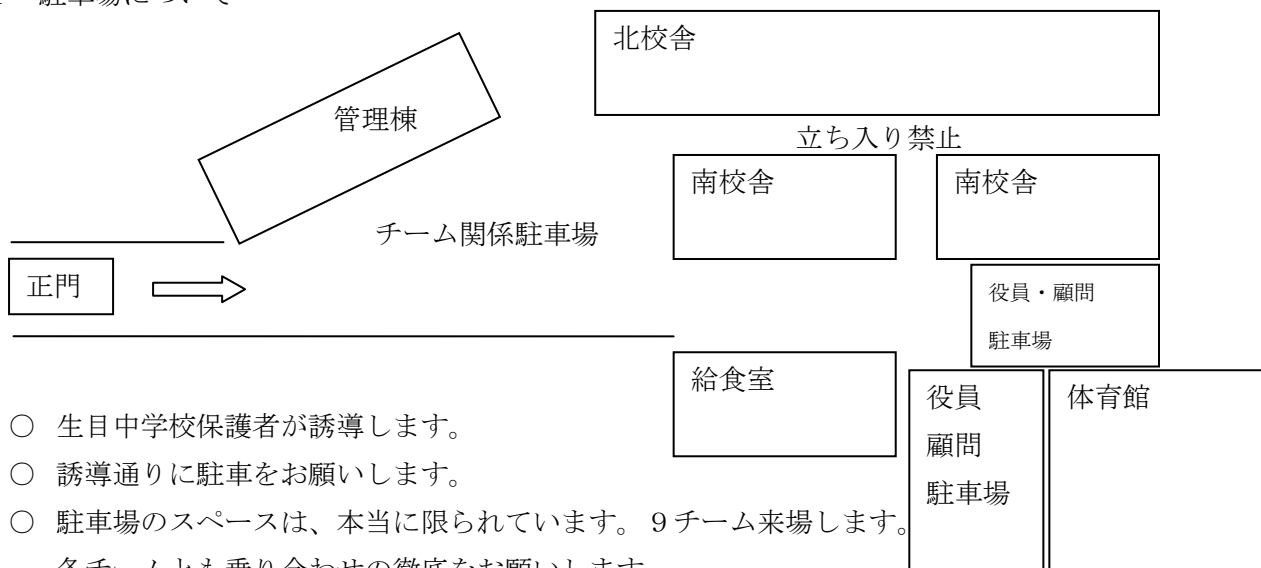 駐車場について
北校舎
管理棟
立ち入り禁止
南校舎
南校舎
チーム関係駐車場
正門
役員・顧問
駐車場
給食室
役員
顧問
駐車場
体育館
○ 生目中学校保護者が誘導します。
○ 誘導通りに駐車をお願いします。
○ 駐車場のスペースは、本当に限られています。9チーム来場します。
各チームとも乗り合わせの徹底をお願いします